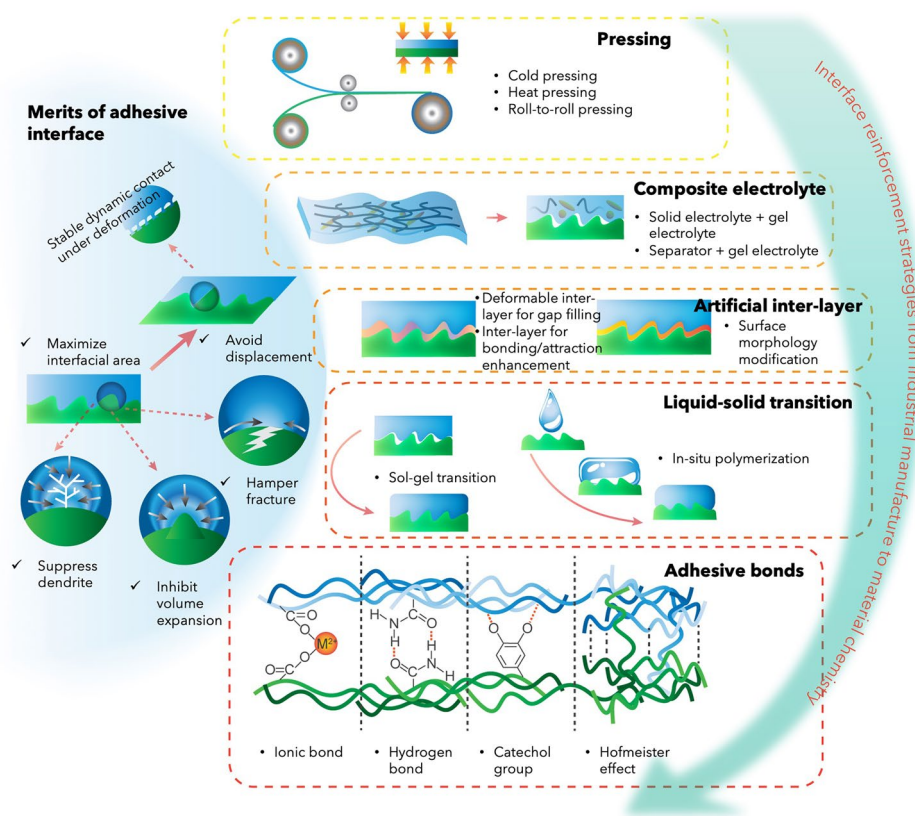 Pressing
• Cold pressing
• Heat pressing
• Roll-to-roll pressing
Interface reinforcement strategies from industrial manufacture to material chemistry
Merits of adhesive
interface
Stable dynamic contact
under deformation
✓ Maximize
interfacial area
✓ Avoid
displacement
✓ Hamper
fracture
✓ Suppress
dendrite
✓ Inhibit
volume
expansion
Composite electrolyte
• Solid electrolyte + gel
electrolyte
• Separator + gel electrolyte
Artificial inter-layer
• Deformable inter-
layer for gap filling
• Inter-layer for
bonding/attraction
enhancement
• Surface
morphology
modification
Liquid-solid transition
• Sol-gel transition
• In-situ polymerization
Adhesive bonds
C=O
O
M²⁺
O
O=C
H
N
C
O
H
H
O
C
N
H
H
O
O
• Ionic bond
• Hydrogen
bond
• Catechol
group
• Hofmeister
effect